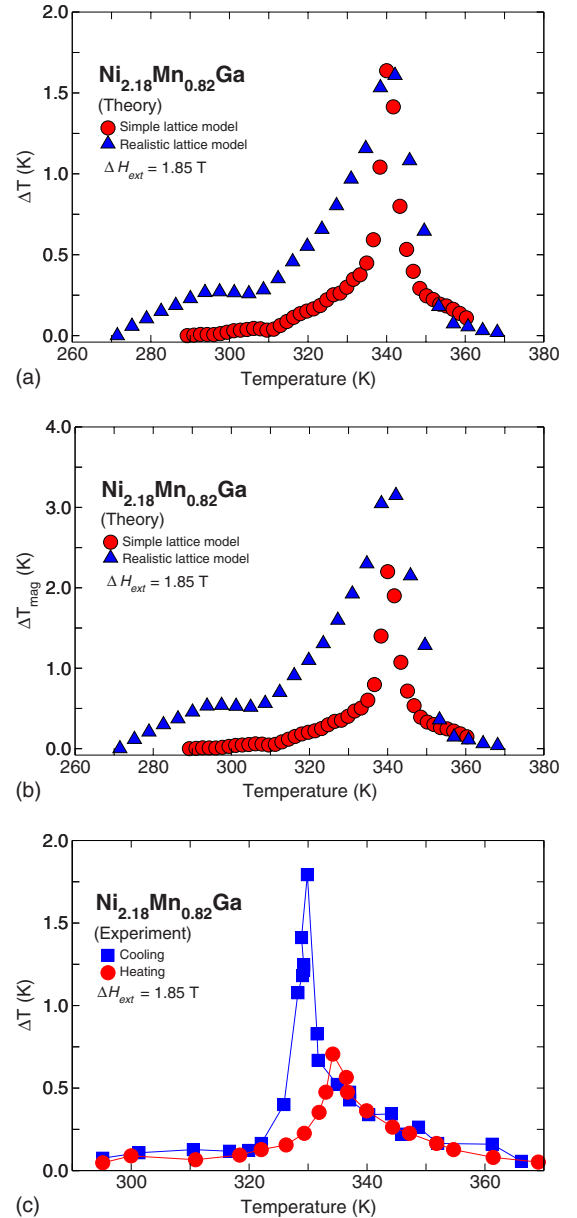 2.0
1.5
1.0
0.5
0.0
ΔT (K)
Ni2.18Mn0.82Ga
(Theory)
Simple lattice model
Realistic lattice model
Δ Hext = 1.85 T
260 280 300 320 340 360 380
Temperature (K)
(a)
4.0
3.0
2.0
1.0
0.0
ΔTmag (K)
Ni2.18Mn0.82Ga
(Theory)
Simple lattice model
Realistic lattice model
Δ Hext = 1.85 T
260 280 300 320 340 360 380
Temperature (K)
(b)
2.0
1.5
1.0
0.5
0.0
ΔT (K)
Ni2.18Mn0.82Ga
(Experiment)
Cooling
Heating
ΔHext = 1.85 T
300 320 340 360
Temperature (K)
(c)